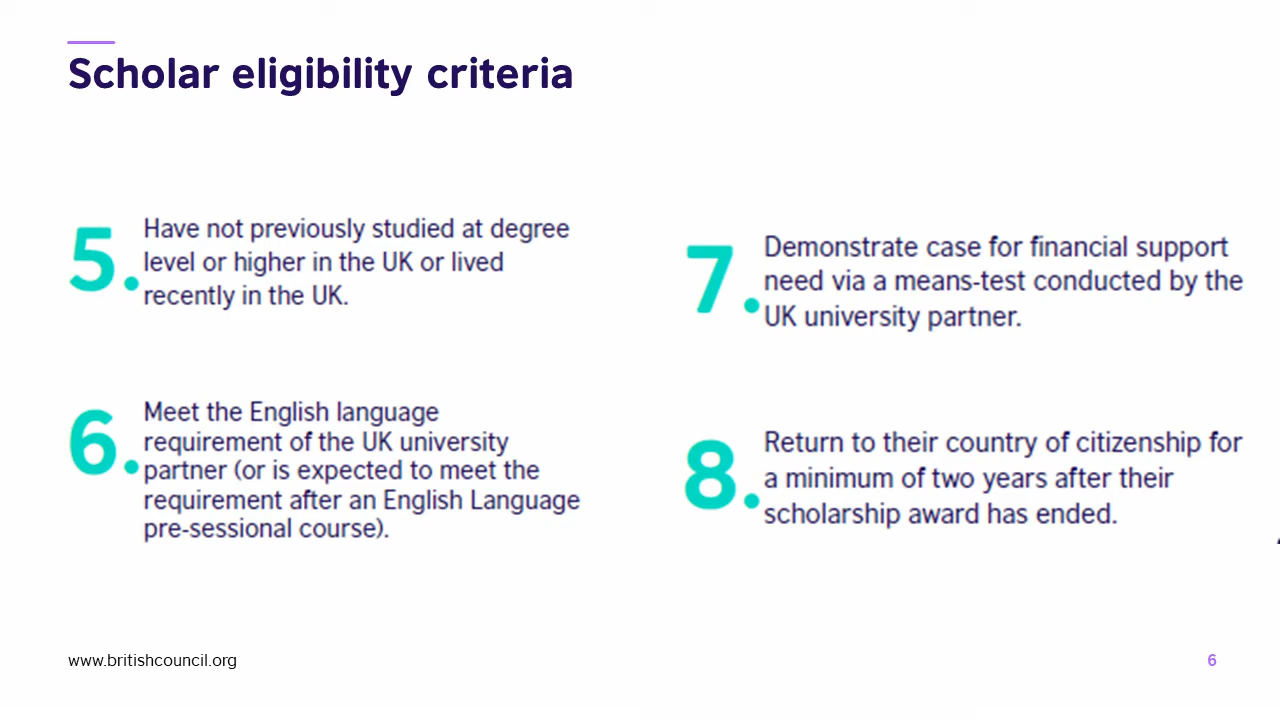 Scholar eligibility criteria
5. Have not previously studied at degree
level or higher in the UK or lived
recently in the UK.
6. Meet the English language
requirement of the UK university
partner (or is expected to meet the
requirement after an English Language
pre-sessional course).
7. Demonstrate case for financial support
need via a means-test conducted by the
UK university partner.
8. Return to their country of citizenship for
a minimum of two years after their
scholarship award has ended.
www.britishcouncil.org
6